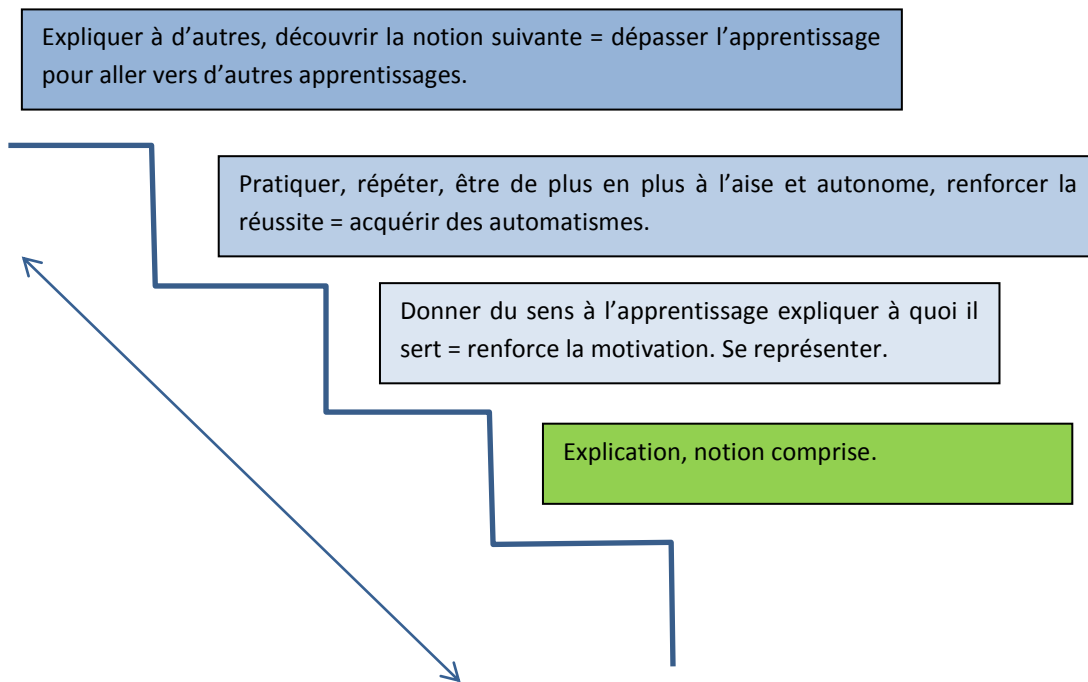 Expliquer à d’autres, découvrir la notion suivante = dépasser l’apprentissage
pour aller vers d’autres apprentissages.
Pratiquer, répéter, être de plus en plus à l’aise et autonome, renforcer la
réussite = acquérir des automatismes.
Donner du sens à l’apprentissage expliquer à quoi il
sert = renforce la motivation. Se représenter.
Explication, notion comprise.